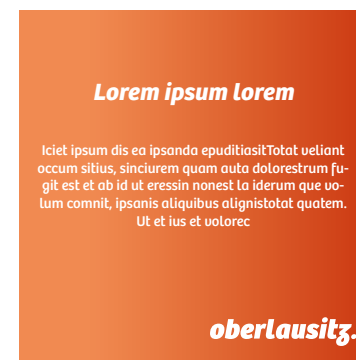 Lorem ipsum lorem
Iciet ipsum dis ea ipsanda epuditiasitTotat veliant
occum sitius, sinciurem quam auta dolorestrum fu-
git est et ab id ut eressin nonest la iderum que vo-
lum comnit, ipsanis aliquibus alignistotat quatem.
Ut et ius et volorec
oberlausitz.